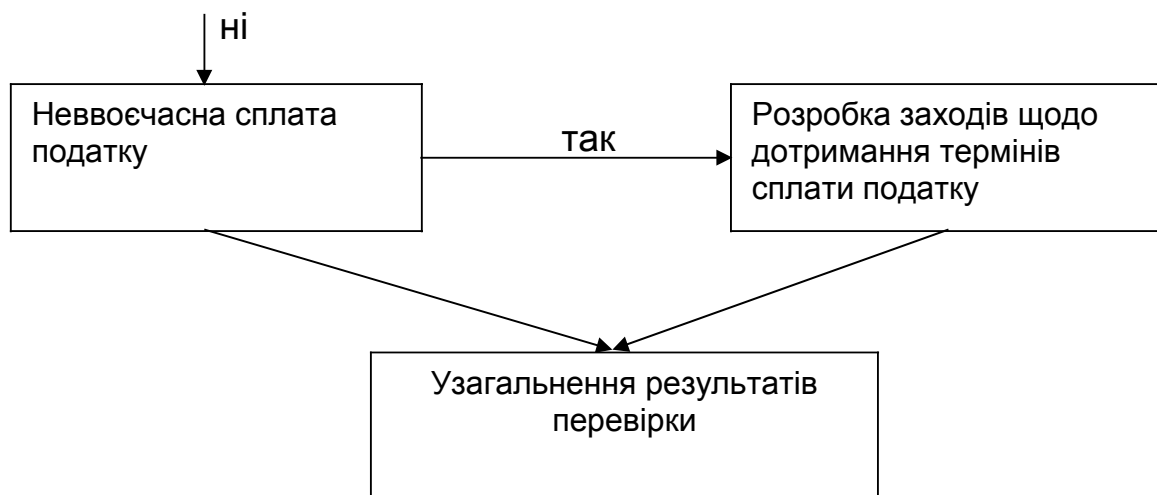 ні
Неввоєчасна сплата
податку
так
Розробка заходів щодо
дотримання термінів
сплати податку
Узагальнення результатів
перевірки